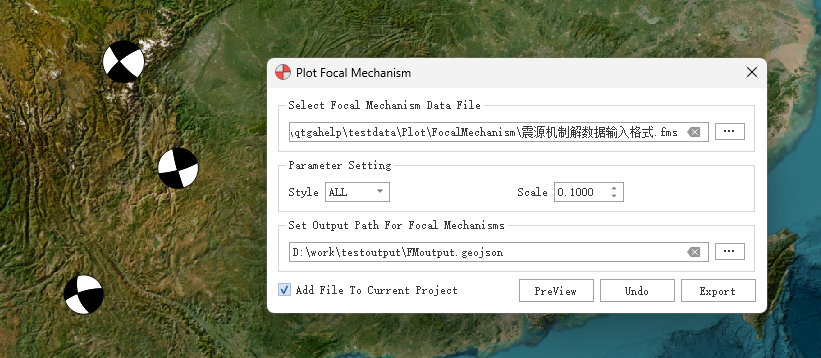 Plot Focal Mechanism
Select Focal Mechanism Data File
\qtgahelp\testdata\Plot\FocalMechanism\震源机制解数据输入格式.fms
...
Parameter Setting
Style ALL Scale 0.1000
Set Output Path For Focal Mechanisms
D:\work\testoutput\FMoutput.geojson
...
Add File To Current Project PreView Undo Export